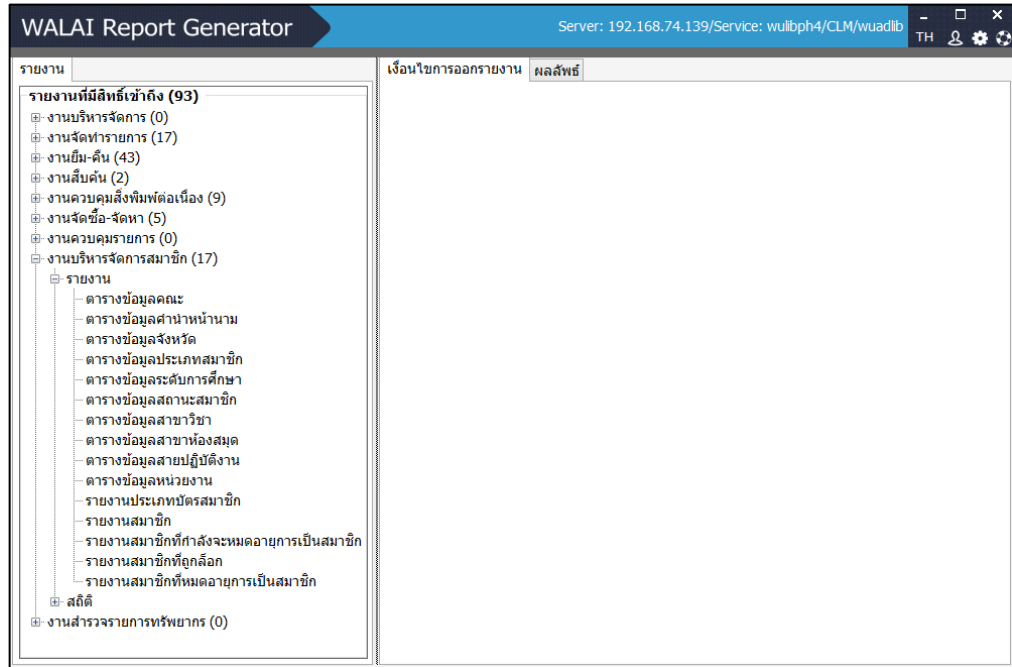 WALAI Report Generator
Server: 192.168.74.139/Service: wulibph4/CLM/wuadlib
TH
รายงาน
เงื่อนไขการออกรายงาน
ผลลัพธ์
รายงานที่มีสิทธิ์เข้าถึง (93)
งานบริหารจัดการ (0)
งานจัดทำรายการ (17)
งานยืม-คืน (43)
งานสืบค้น (2)
งานควบคุมสิ่งพิมพ์ต่อเนื่อง (9)
งานจัดซื้อ-จัดหา (5)
งานควบคุมรายการ (0)
งานบริหารจัดการสมาชิก (17)
รายงาน
ตารางข้อมูลคณะ
ตารางข้อมูลคำนำหน้านาม
ตารางข้อมูลจังหวัด
ตารางข้อมูลประเภทสมาชิก
ตารางข้อมูลระดับการศึกษา
ตารางข้อมูลสถานะสมาชิก
ตารางข้อมูลสาขาวิชา
ตารางข้อมูลสาขาห้องสมุด
ตารางข้อมูลสายปฏิบัติงาน
ตารางข้อมูลหน่วยงาน
รายงานประเภทบัตรสมาชิก
รายงานสมาชิก
รายงานสมาชิกที่กำลังจะหมดอายุการเป็นสมาชิก
รายงานสมาชิกที่ถูกล็อก
รายงานสมาชิกที่หมดอายุการเป็นสมาชิก
สถิติ
งานสำรวจรายการทรัพยากร (0)